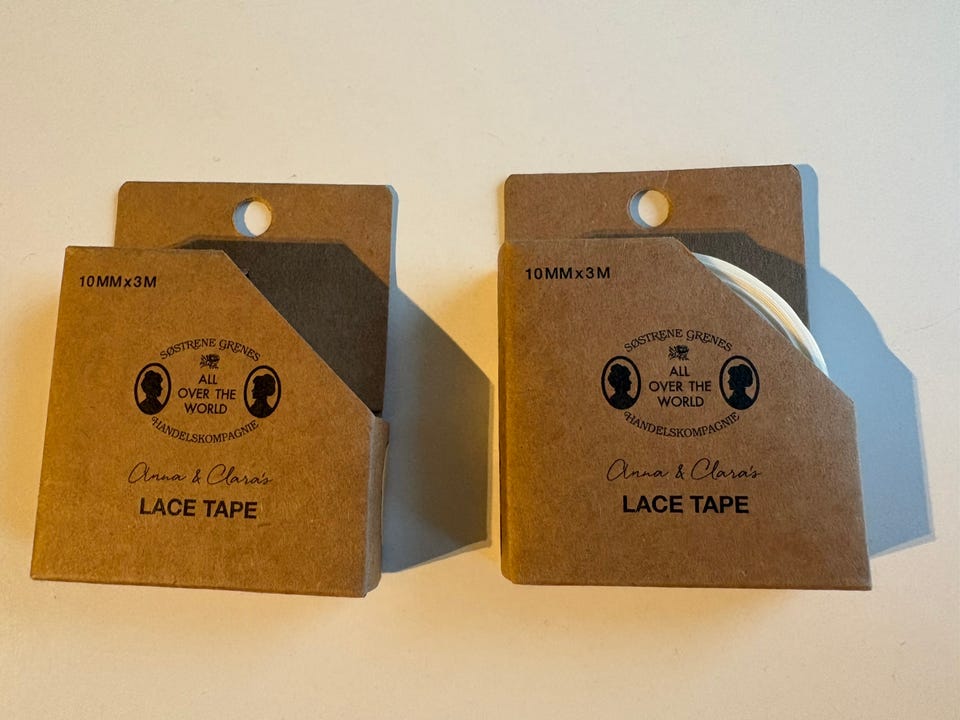 10MMx3M
SØSTRENE GRENES
ALL
OVER THE
WORLD
HANDELSKOMPAGNIE
Anna & Clara's
LACE TAPE
10MMx3M
SØSTRENE GRENES
ALL
OVER THE
WORLD
HANDELSKOMPAGNIE
Anna & Clara's
LACE TAPE